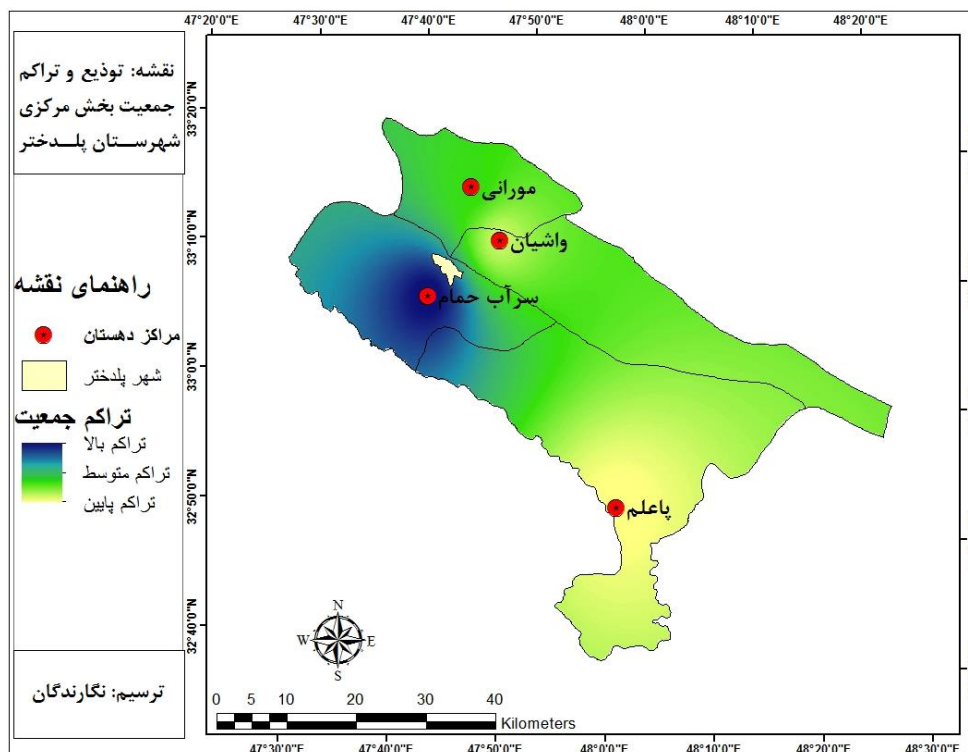 47°20'0"E 47°30'0"E 47°40'0"E 47°50'0"E 48°0'0"E 48°10'0"E 48°20'0"E
نقشه: توذیع و تراکم
جمعیت بخش مرکزی
شهرســتان پلــدختر
راهنمای نقشه
مراکز دهستان
شهر پلدختر
تراکم جمعیت
تراکم بالا
تراکم متوسط
تراکم پایین
ترسیم: نگارندگان
33°20'0"N
33°10'0"N
33°0'0"N
32°50'0"N
32°40'0"N
مورانی
واشیان
سرآب حمام
پاعلم
N
W E
S
0 5 10 20 30 40
Kilometers
47°30'0"E 47°40'0"E 47°50'0"E 48°0'0"E 48°10'0"E 48°20'0"E 48°30'0"E